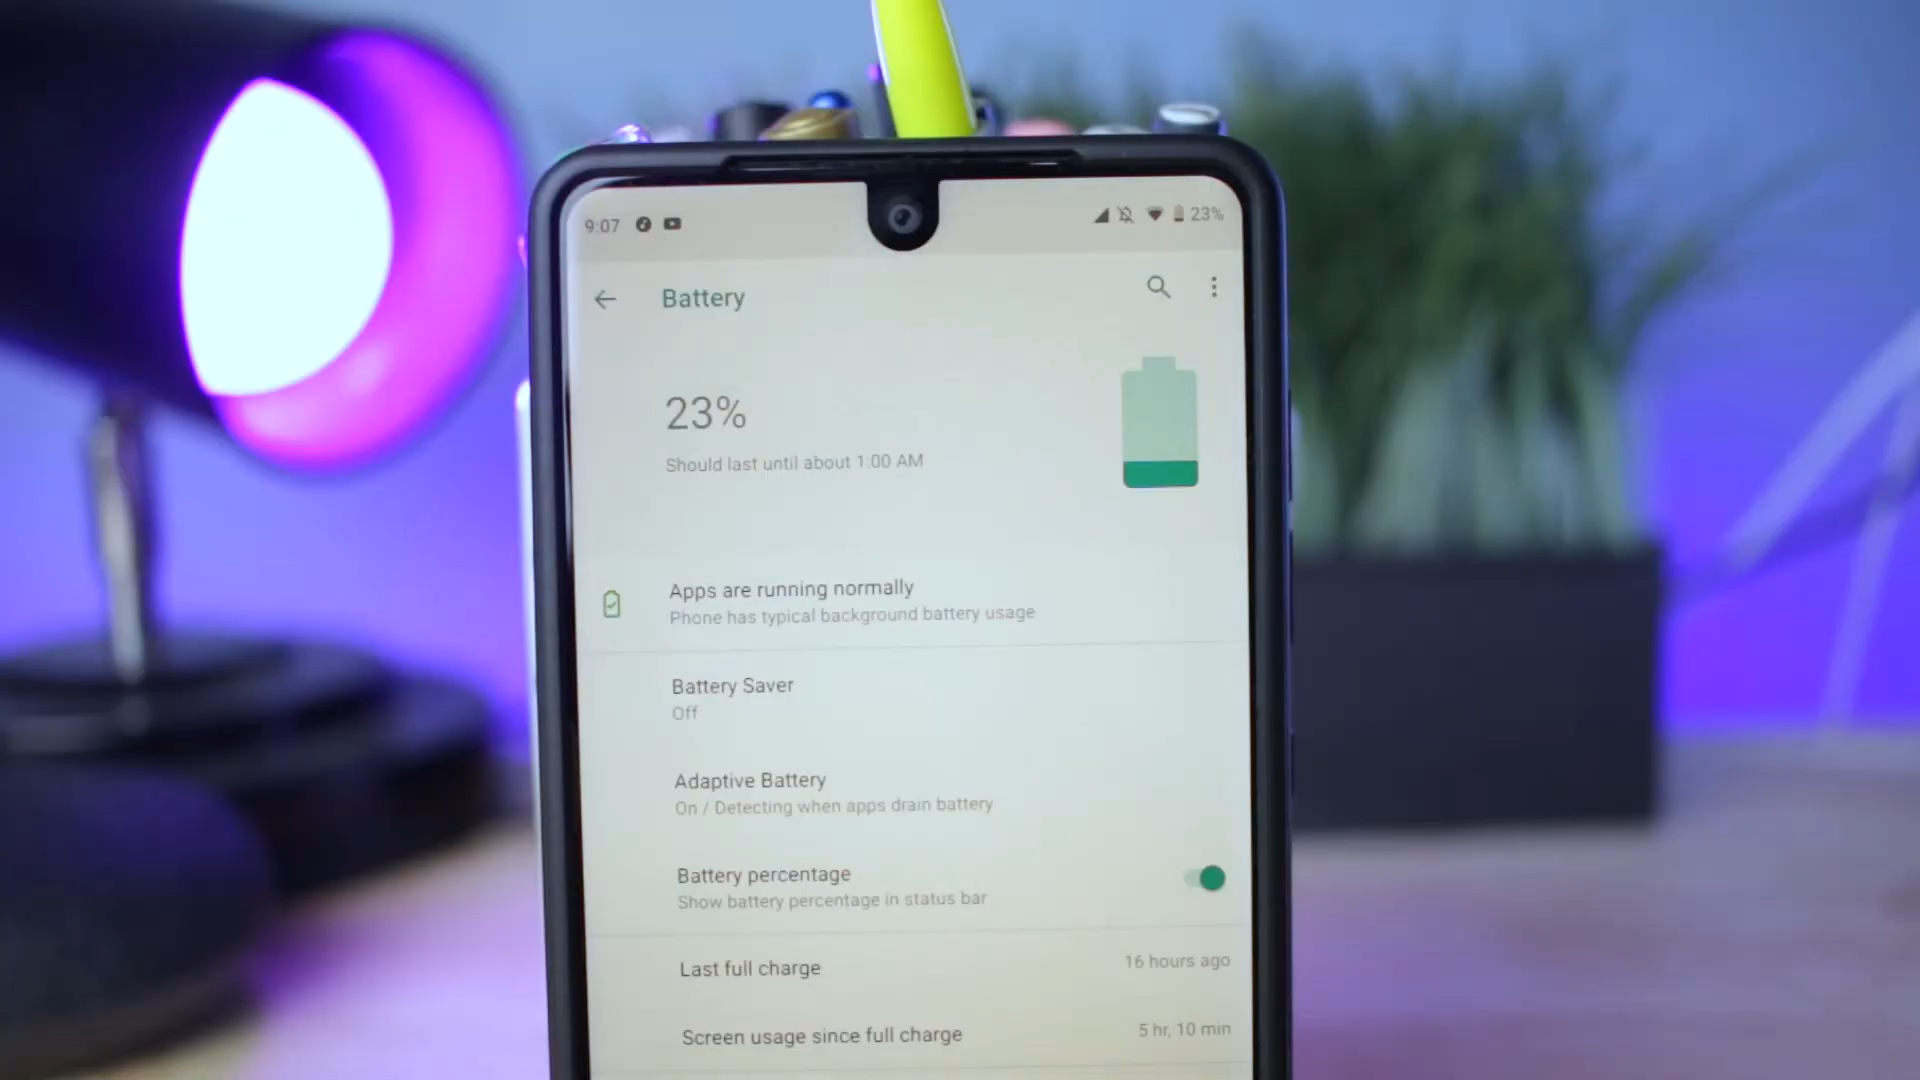 9:07
23%
Battery
23%
Should last until about 1:00 AM
Apps are running normally
Phone has typical background battery usage
Battery Saver
Off
Adaptive Battery
On / Detecting when apps drain battery
Battery percentage
Show battery percentage in status bar
Last full charge
16 hours ago
Screen usage since full charge
5 hr, 10 min